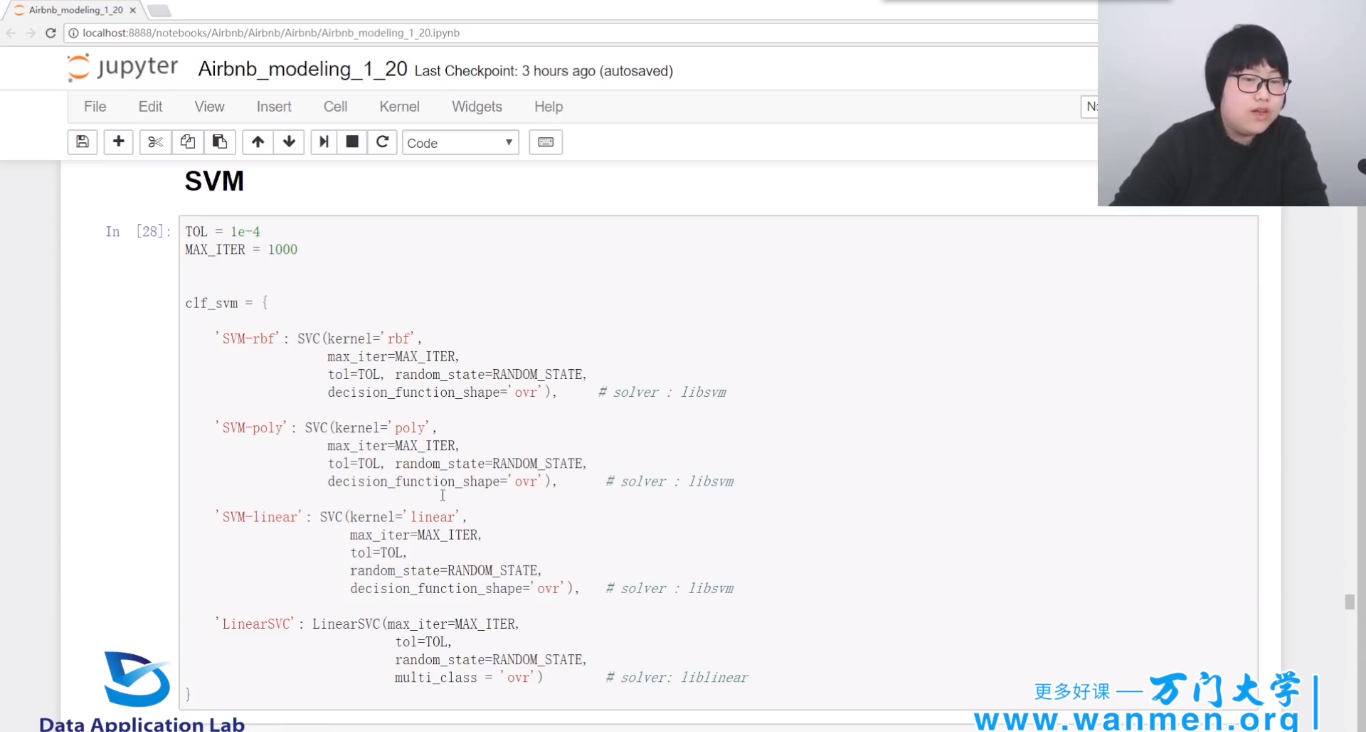 Airbnb_modeling_1_20
localhost:8888/notebooks/Airbnb/Airbnb/Airbnb/Airbnb_modeling_1_20.ipynb
jupyter Airbnb_modeling_1_20 Last Checkpoint: 3 hours ago (autosaved)
File Edit View Insert Cell Kernel Widgets Help
Code
SVM
In [28]: TOL = 1e-4
MAX_ITER = 1000
clf_svm = {
'SVM-rbf': SVC(kernel='rbf',
max_iter=MAX_ITER,
tol=TOL, random_state=RANDOM_STATE,
decision_function_shape='ovr'), # solver : libsvm
'SVM-poly': SVC(kernel='poly',
max_iter=MAX_ITER,
tol=TOL, random_state=RANDOM_STATE,
decision_function_shape='ovr'), # solver : libsvm
'SVM-linear': SVC(kernel='linear',
max_iter=MAX_ITER,
tol=TOL,
random_state=RANDOM_STATE,
decision_function_shape='ovr'), # solver : libsvm
'LinearSVC': LinearSVC(max_iter=MAX_ITER,
tol=TOL,
random_state=RANDOM_STATE,
multi_class = 'ovr') # solver: liblinear
}
Data Application Lab
更多好课 — 万门大学
www.wanmen.org